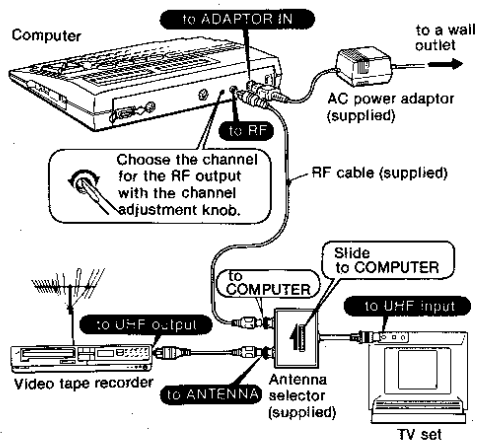 to ADAPTOR IN
Computer
to a wall
outlet
AC power adaptor
(supplied)
to RF
Choose the channel
for the RF output
with the channel
adjustment knob.
RF cable (supplied)
Slide
to COMPUTER
to
COMPUTER
to UHF input
to UHF output
Video tape recorder
to ANTENNA
Antenna
selector
(supplied)
TV set